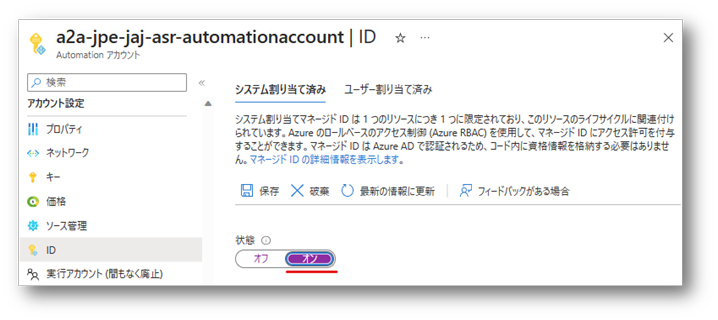 a2a-jpe-jaj-asr-automationaccount | ID
Automation アカウント
検索
アカウント設定
プロパティ
ネットワーク
キー
価格
ソース管理
ID
実行アカウント (間もなく廃止)
システム割り当て済み ユーザー割り当て済み
システム割り当てマネージド ID は 1 つのリソースにつき 1 つに限定されており、このリソースのライフサイクルに関連付け
られています。Azure のロールベースのアクセス制御 (Azure RBAC) を使用して、マネージド ID にアクセス許可を付与
することができます。マネージド ID は Azure AD で認証されるため、コード内に資格情報を格納する必要はありませ
ん。マネージド ID の詳細情報を表示します。
保存 破棄 最新の情報に更新 フィードバックがある場合
状態
オフ オン